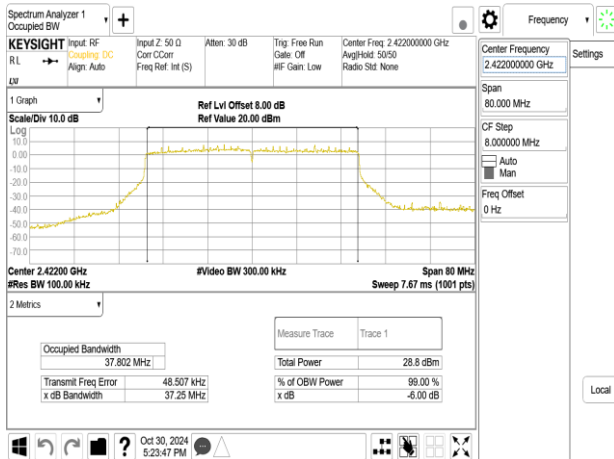 Spectrum Analyzer 1
Occupied BW
+
Frequency
KEYSIGHT
Input: RF
Input Z: 50 Ω
Atten: 30 dB
Trig: Free Run
Center Freq: 2.422000000 GHz
RL
Coupling: DC
Corr CCorr
Gate: Off
Avg|Hold: 50/50
Align: Auto
Freq Ref: Int (S)
#IF Gain: Low
Radio Std: None
LXI
Center Frequency
2.422000000 GHz
Settings
Span
80.000 MHz
CF Step
8.000000 MHz
Auto
Man
Freq Offset
0 Hz
Local
1 Graph
Ref Lvl Offset 8.00 dB
Scale/Div 10.0 dB
Ref Value 20.00 dBm
Log
10.0
0.00
-10.0
-20.0
-30.0
-40.0
-50.0
-60.0
-70.0
Center 2.42200 GHz
#Video BW 300.00 kHz
Span 80 MHz
#Res BW 100.00 kHz
Sweep 7.67 ms (1001 pts)
2 Metrics
Measure Trace
Trace 1
Occupied Bandwidth
37.802 MHz
Total Power
28.8 dBm
Transmit Freq Error
48.507 kHz
% of OBW Power
99.00 %
x dB Bandwidth
37.25 MHz
x dB
-6.00 dB
?
Oct 30, 2024
5:23:47 PM